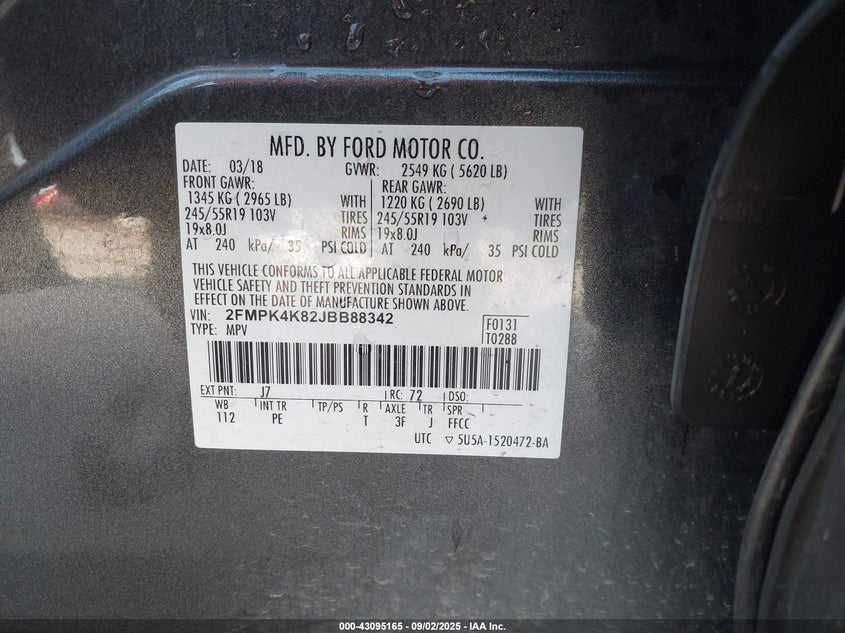 MFD. BY FORD MOTOR CO.
DATE: 03/18 GVWR: 2549 KG ( 5620 LB)
FRONT GAWR: REAR GAWR:
1345 KG ( 2965 LB) WITH 1220 KG ( 2690 LB) WITH
245/55R19 103V TIRES 245/55R19 103V TIRES
19x8.0J RIMS 19x8.0J RIMS
AT 240 kPa/ 35 PSI COLD AT 240 kPa/ 35 PSI COLD
THIS VEHICLE CONFORMS TO ALL APPLICABLE FEDERAL MOTOR
VEHICLE SAFETY AND THEFT PREVENTION STANDARDS IN
EFFECT ON THE DATE OF MANUFACTURE SHOWN ABOVE.
VIN: 2FMPK4K82JBB88342 F0131
TYPE: MPV T0288
EXT PNT: J7 RC: 72 DSO:
WB INT TR TP/PS R AXLE TR SPR
112 PE T 3F J FFCC
UTC ▽ 5U5A-1520472-BA
000-43095165 - 09/02/2025 - IAA Inc.